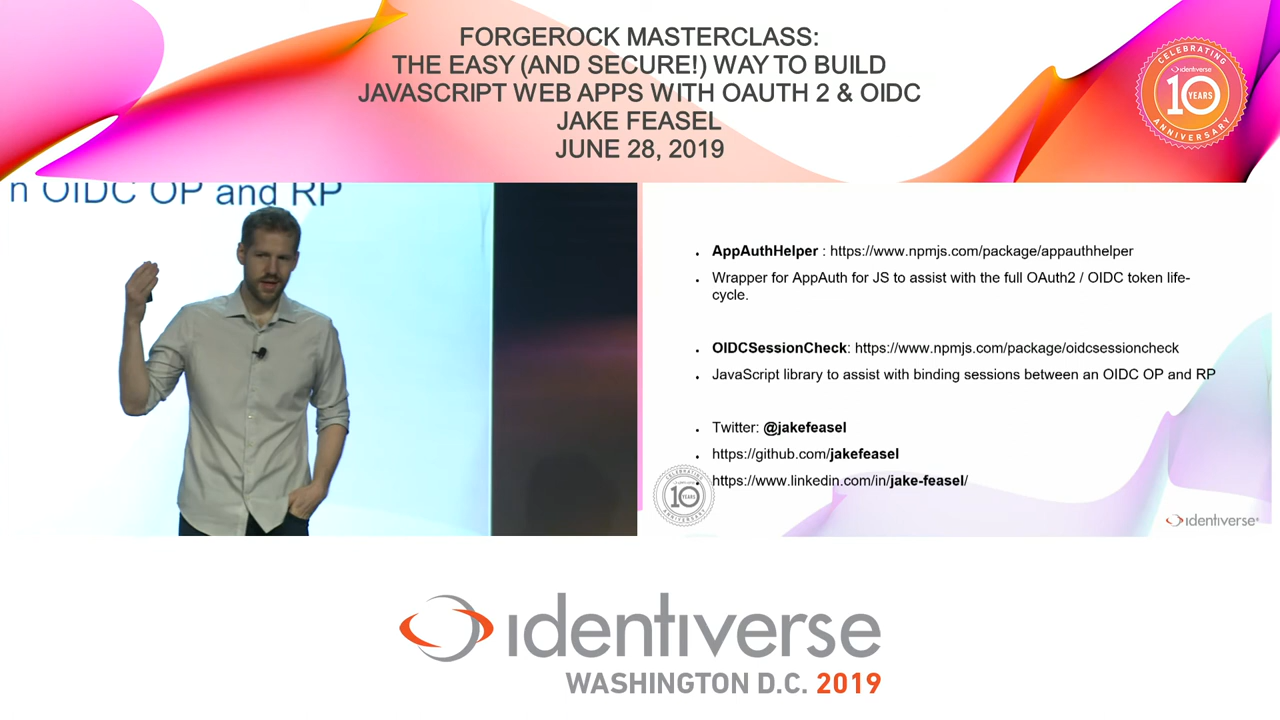 FORGEROCK MASTERCLASS:
THE EASY (AND SECURE!) WAY TO BUILD
JAVASCRIPT WEB APPS WITH OAUTH 2 & OIDC
JAKE FEASEL
JUNE 28, 2019
CELEBRATING
identiverse
10
YEARS
ANNIVERSARY
n OIDC OP and RP
. AppAuthHelper : https://www.npmjs.com/package/appauthhelper
. Wrapper for AppAuth for JS to assist with the full OAuth2 / OIDC token life-
cycle.
. OIDCSessionCheck: https://www.npmjs.com/package/oidcsessioncheck
. JavaScript library to assist with binding sessions between an OIDC OP and RP
. Twitter: @jakefeasel
. https://github.com/jakefeasel
. https://www.linkedin.com/in/jake-feasel/
CELEBRATING
10
YEARS
ANNIVERSARY
identiverse
identiverse
WASHINGTON D.C. 2019